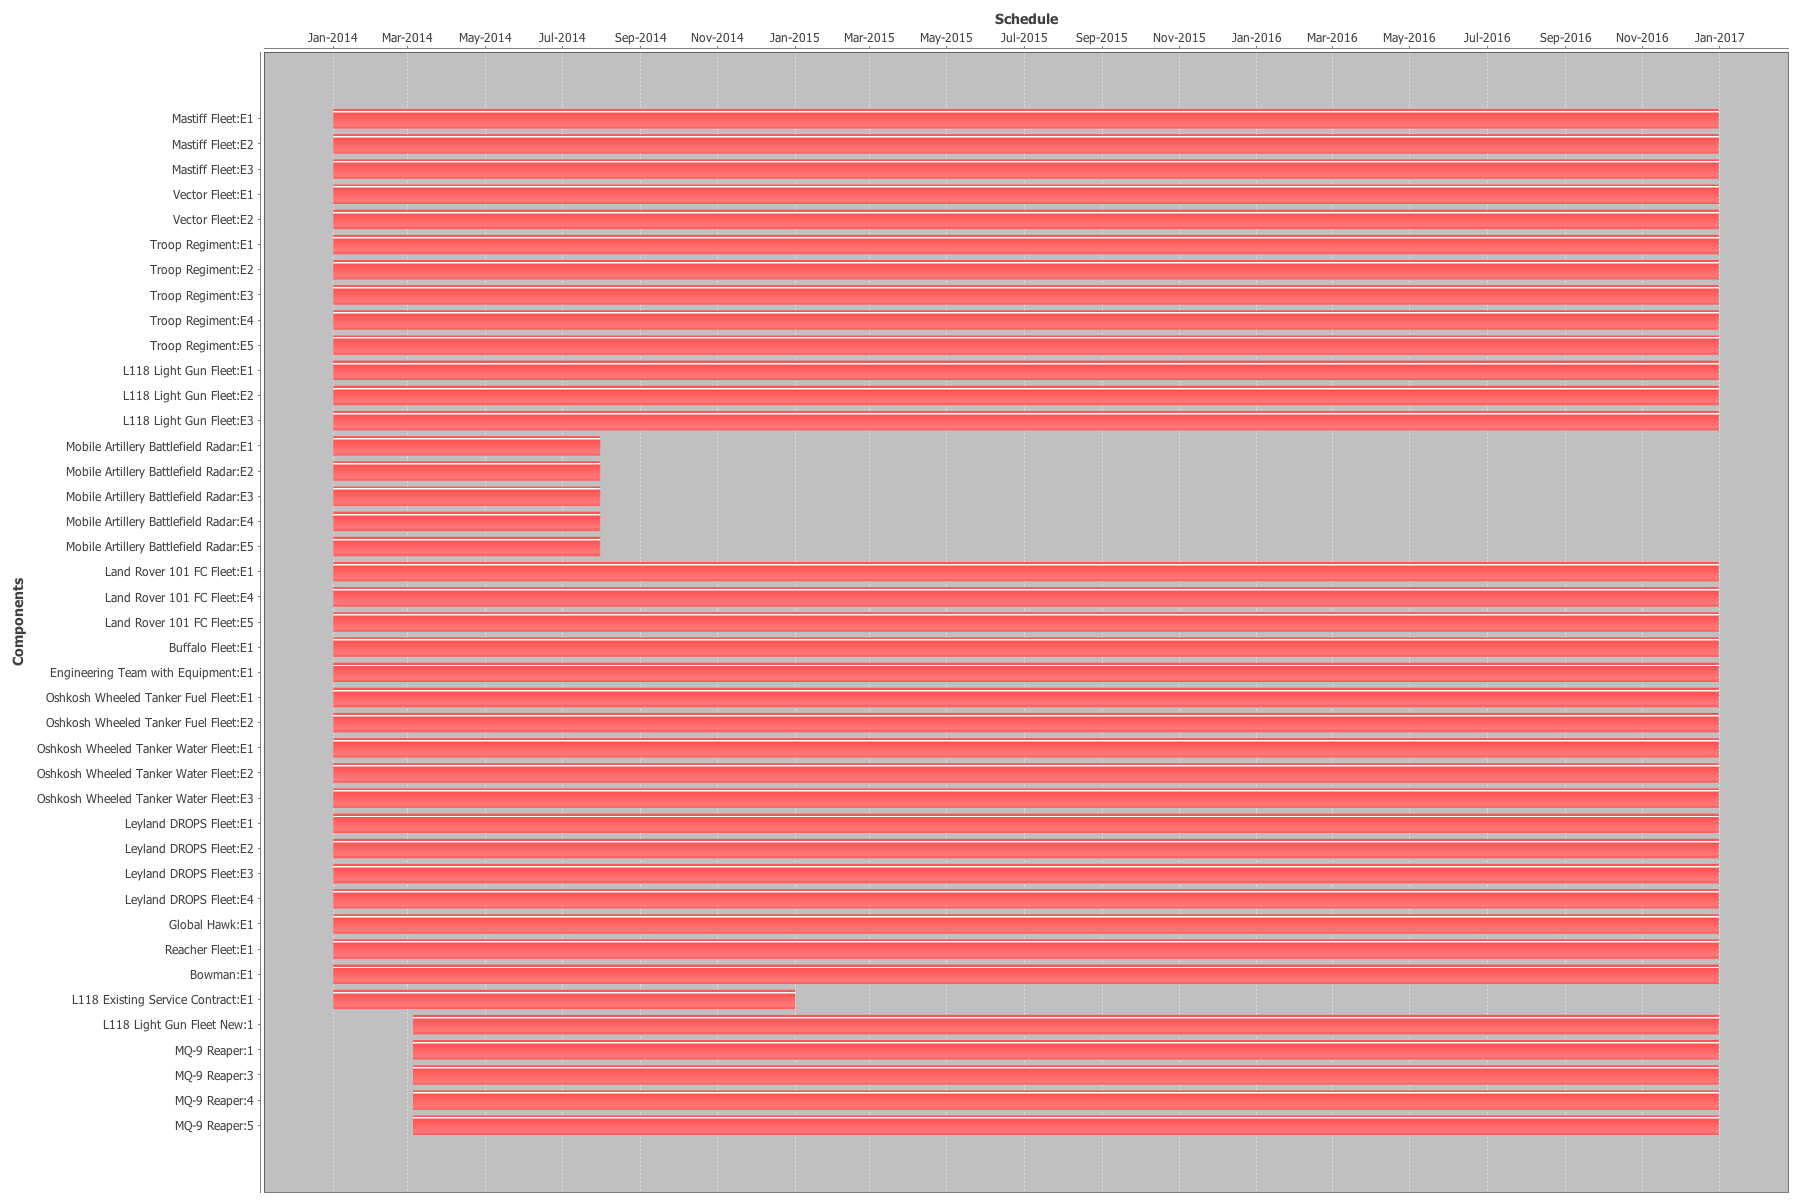 Schedule
Jan-2014 Mar-2014 May-2014 Jul-2014 Sep-2014 Nov-2014 Jan-2015 Mar-2015 May-2015 Jul-2015 Sep-2015 Nov-2015 Jan-2016 Mar-2016 May-2016 Jul-2016 Sep-2016 Nov-2016 Jan-2017
Components
Mastiff Fleet:E1
Mastiff Fleet:E2
Mastiff Fleet:E3
Vector Fleet:E1
Vector Fleet:E2
Troop Regiment:E1
Troop Regiment:E2
Troop Regiment:E3
Troop Regiment:E4
Troop Regiment:E5
L118 Light Gun Fleet:E1
L118 Light Gun Fleet:E2
L118 Light Gun Fleet:E3
Mobile Artillery Battlefield Radar:E1
Mobile Artillery Battlefield Radar:E2
Mobile Artillery Battlefield Radar:E3
Mobile Artillery Battlefield Radar:E4
Mobile Artillery Battlefield Radar:E5
Land Rover 101 FC Fleet:E1
Land Rover 101 FC Fleet:E4
Land Rover 101 FC Fleet:E5
Buffalo Fleet:E1
Engineering Team with Equipment:E1
Oshkosh Wheeled Tanker Fuel Fleet:E1
Oshkosh Wheeled Tanker Fuel Fleet:E2
Oshkosh Wheeled Tanker Water Fleet:E1
Oshkosh Wheeled Tanker Water Fleet:E2
Oshkosh Wheeled Tanker Water Fleet:E3
Leyland DROPS Fleet:E1
Leyland DROPS Fleet:E2
Leyland DROPS Fleet:E3
Leyland DROPS Fleet:E4
Global Hawk:E1
Reacher Fleet:E1
Bowman:E1
L118 Existing Service Contract:E1
L118 Light Gun Fleet New:1
MQ-9 Reaper:1
MQ-9 Reaper:3
MQ-9 Reaper:4
MQ-9 Reaper:5